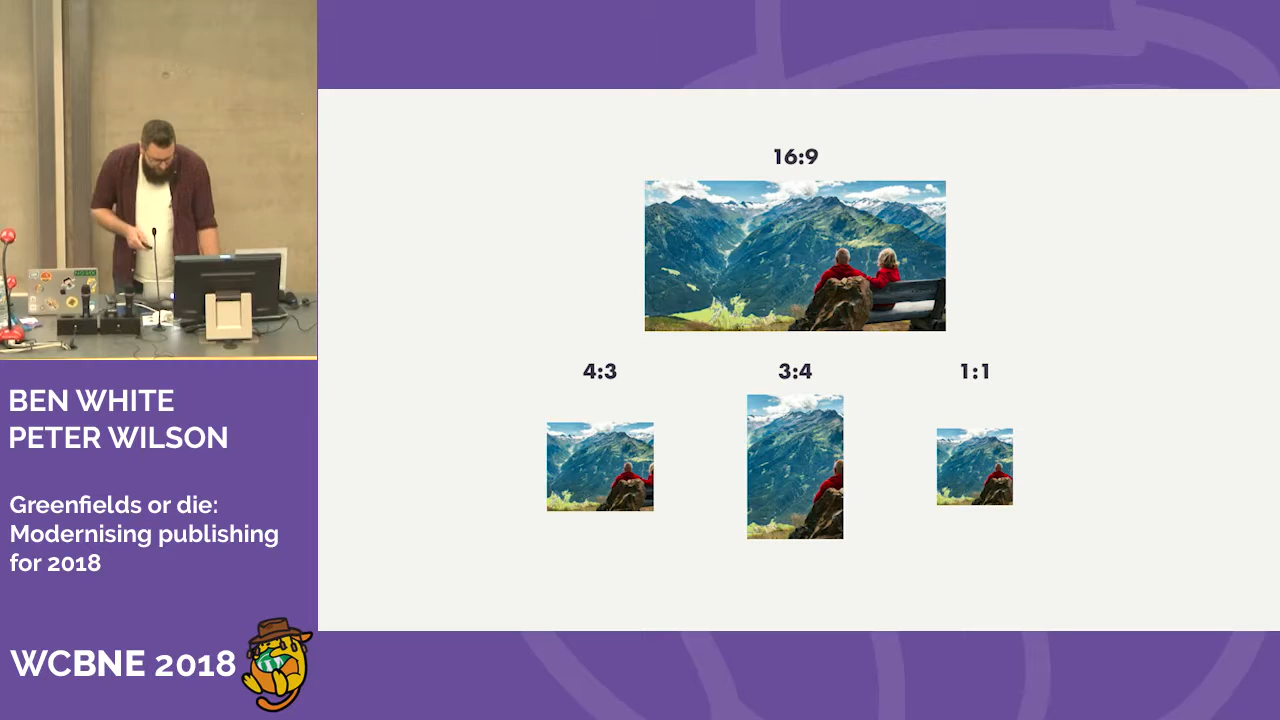 16:9
4:3
3:4
1:1
BEN WHITE
PETER WILSON
Greenfields or die:
Modernising publishing
for 2018
WCBNE 2018